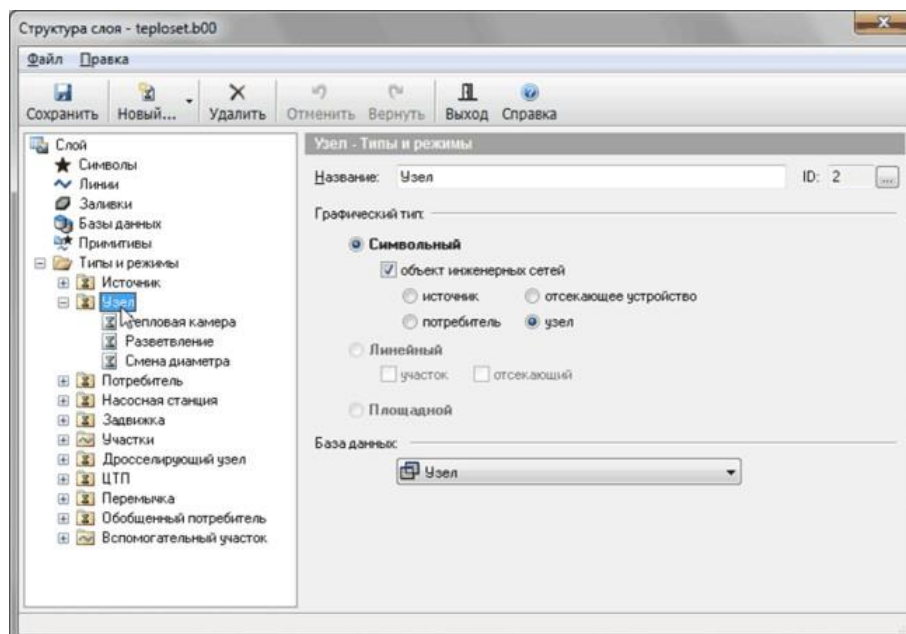 Структура слоя - teploset.b00
Файл Правка
Сохранить Новый... Удалить Отменить Вернуть Выход Справка
Слой
Символы
Линии
Заливки
Базы данных
Примитивы
Типы и режимы
Источник
Узел
Тепловая камера
Разветвление
Смена диаметра
Потребитель
Насосная станция
Задвижка
Участки
Дросселирующий узел
ЦТП
Перемычка
Обобщенный потребитель
Вспомогательный участок
Узел - Типы и режимы
Название: Узел ID: 2 ...
Графический тип:
Символьный
объект инженерных сетей
источник отсекающее устройство
потребитель узел
Линейный
участок отсекающий
Площадной
База данных:
Узел